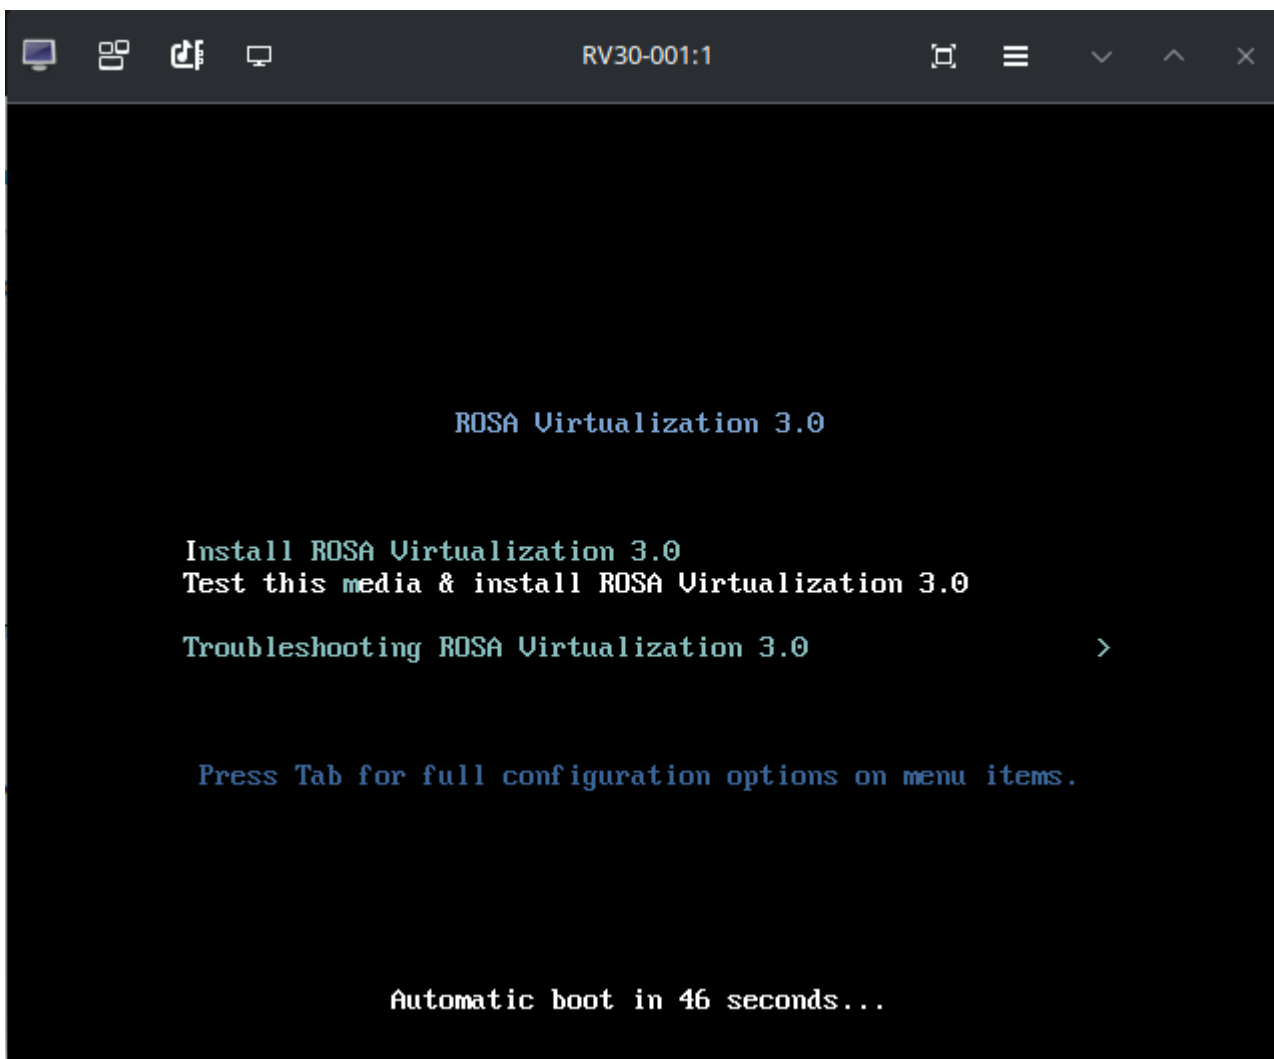 RV30-001:1
ROSA Virtualization 3.0
Install ROSA Virtualization 3.0
Test this media & install ROSA Virtualization 3.0
Troubleshooting ROSA Virtualization 3.0 >
Press Tab for full configuration options on menu items.
Automatic boot in 46 seconds...